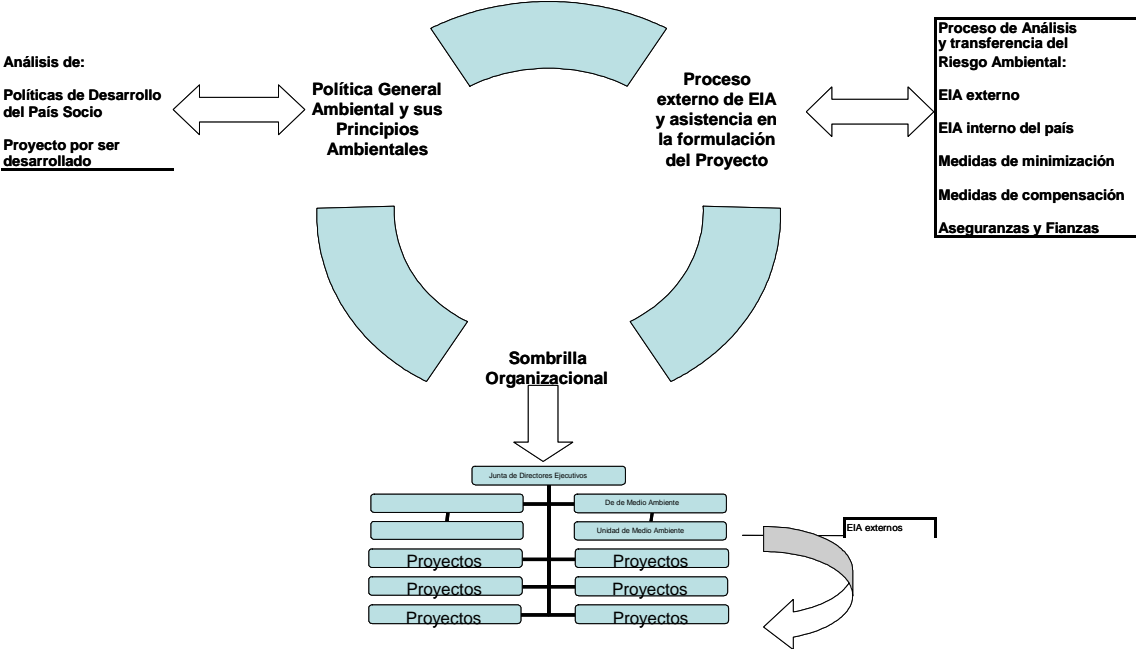 Análisis de:
Políticas de Desarrollo
del País Socio
Proyecto por ser
desarrollado
Política General
Ambiental y sus
Principios
Ambientales
Proceso
externo de EIA
y asistencia en
la formulación
del Proyecto
Proceso de Análisis
y transferencia del
Riesgo Ambiental:
EIA externo
EIA interno del país
Medidas de minimización
Medidas de compensación
Aseguranzas y Fianzas
Sombrilla
Organizacional
Junta de Directores Ejecutivos
De de Medio Ambiente
Unidad de Medio Ambiente
EIA externos
Proyectos
Proyectos
Proyectos
Proyectos
Proyectos
Proyectos